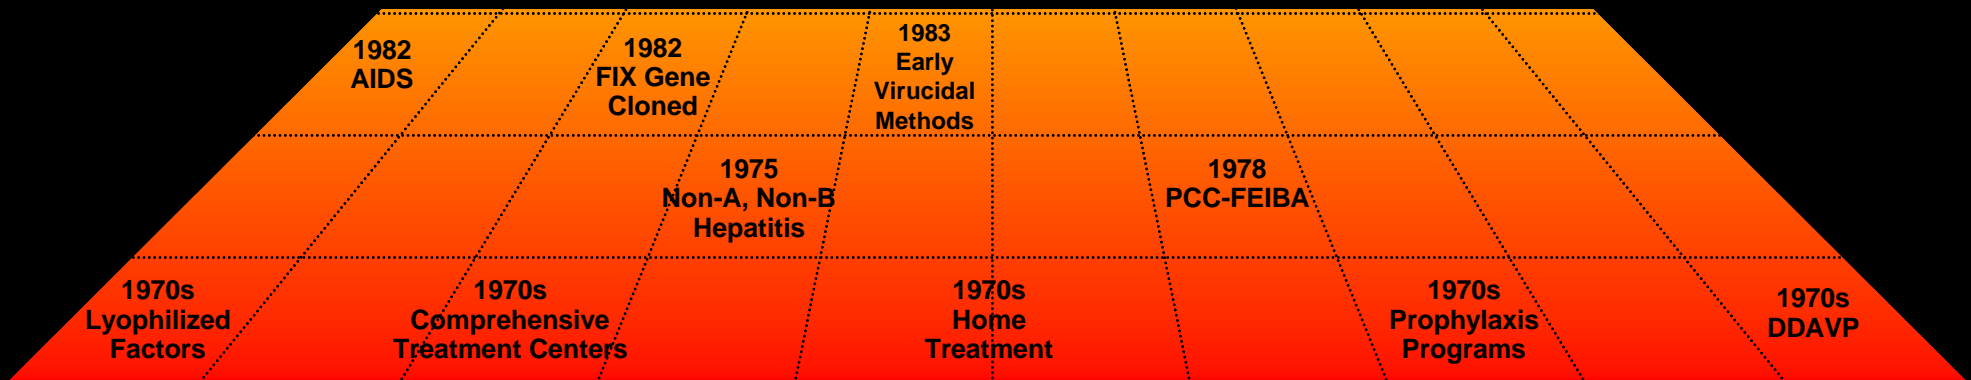 1982
AIDS
1982
FIX Gene
Cloned
1983
Early
Virucidal
Methods
1975
Non-A, Non-B
Hepatitis
1978
PCC-FEIBA
1970s
Lyophilized
Factors
1970s
Comprehensive
Treatment Centers
1970s
Home
Treatment
1970s
Prophylaxis
Programs
1970s
DDAVP